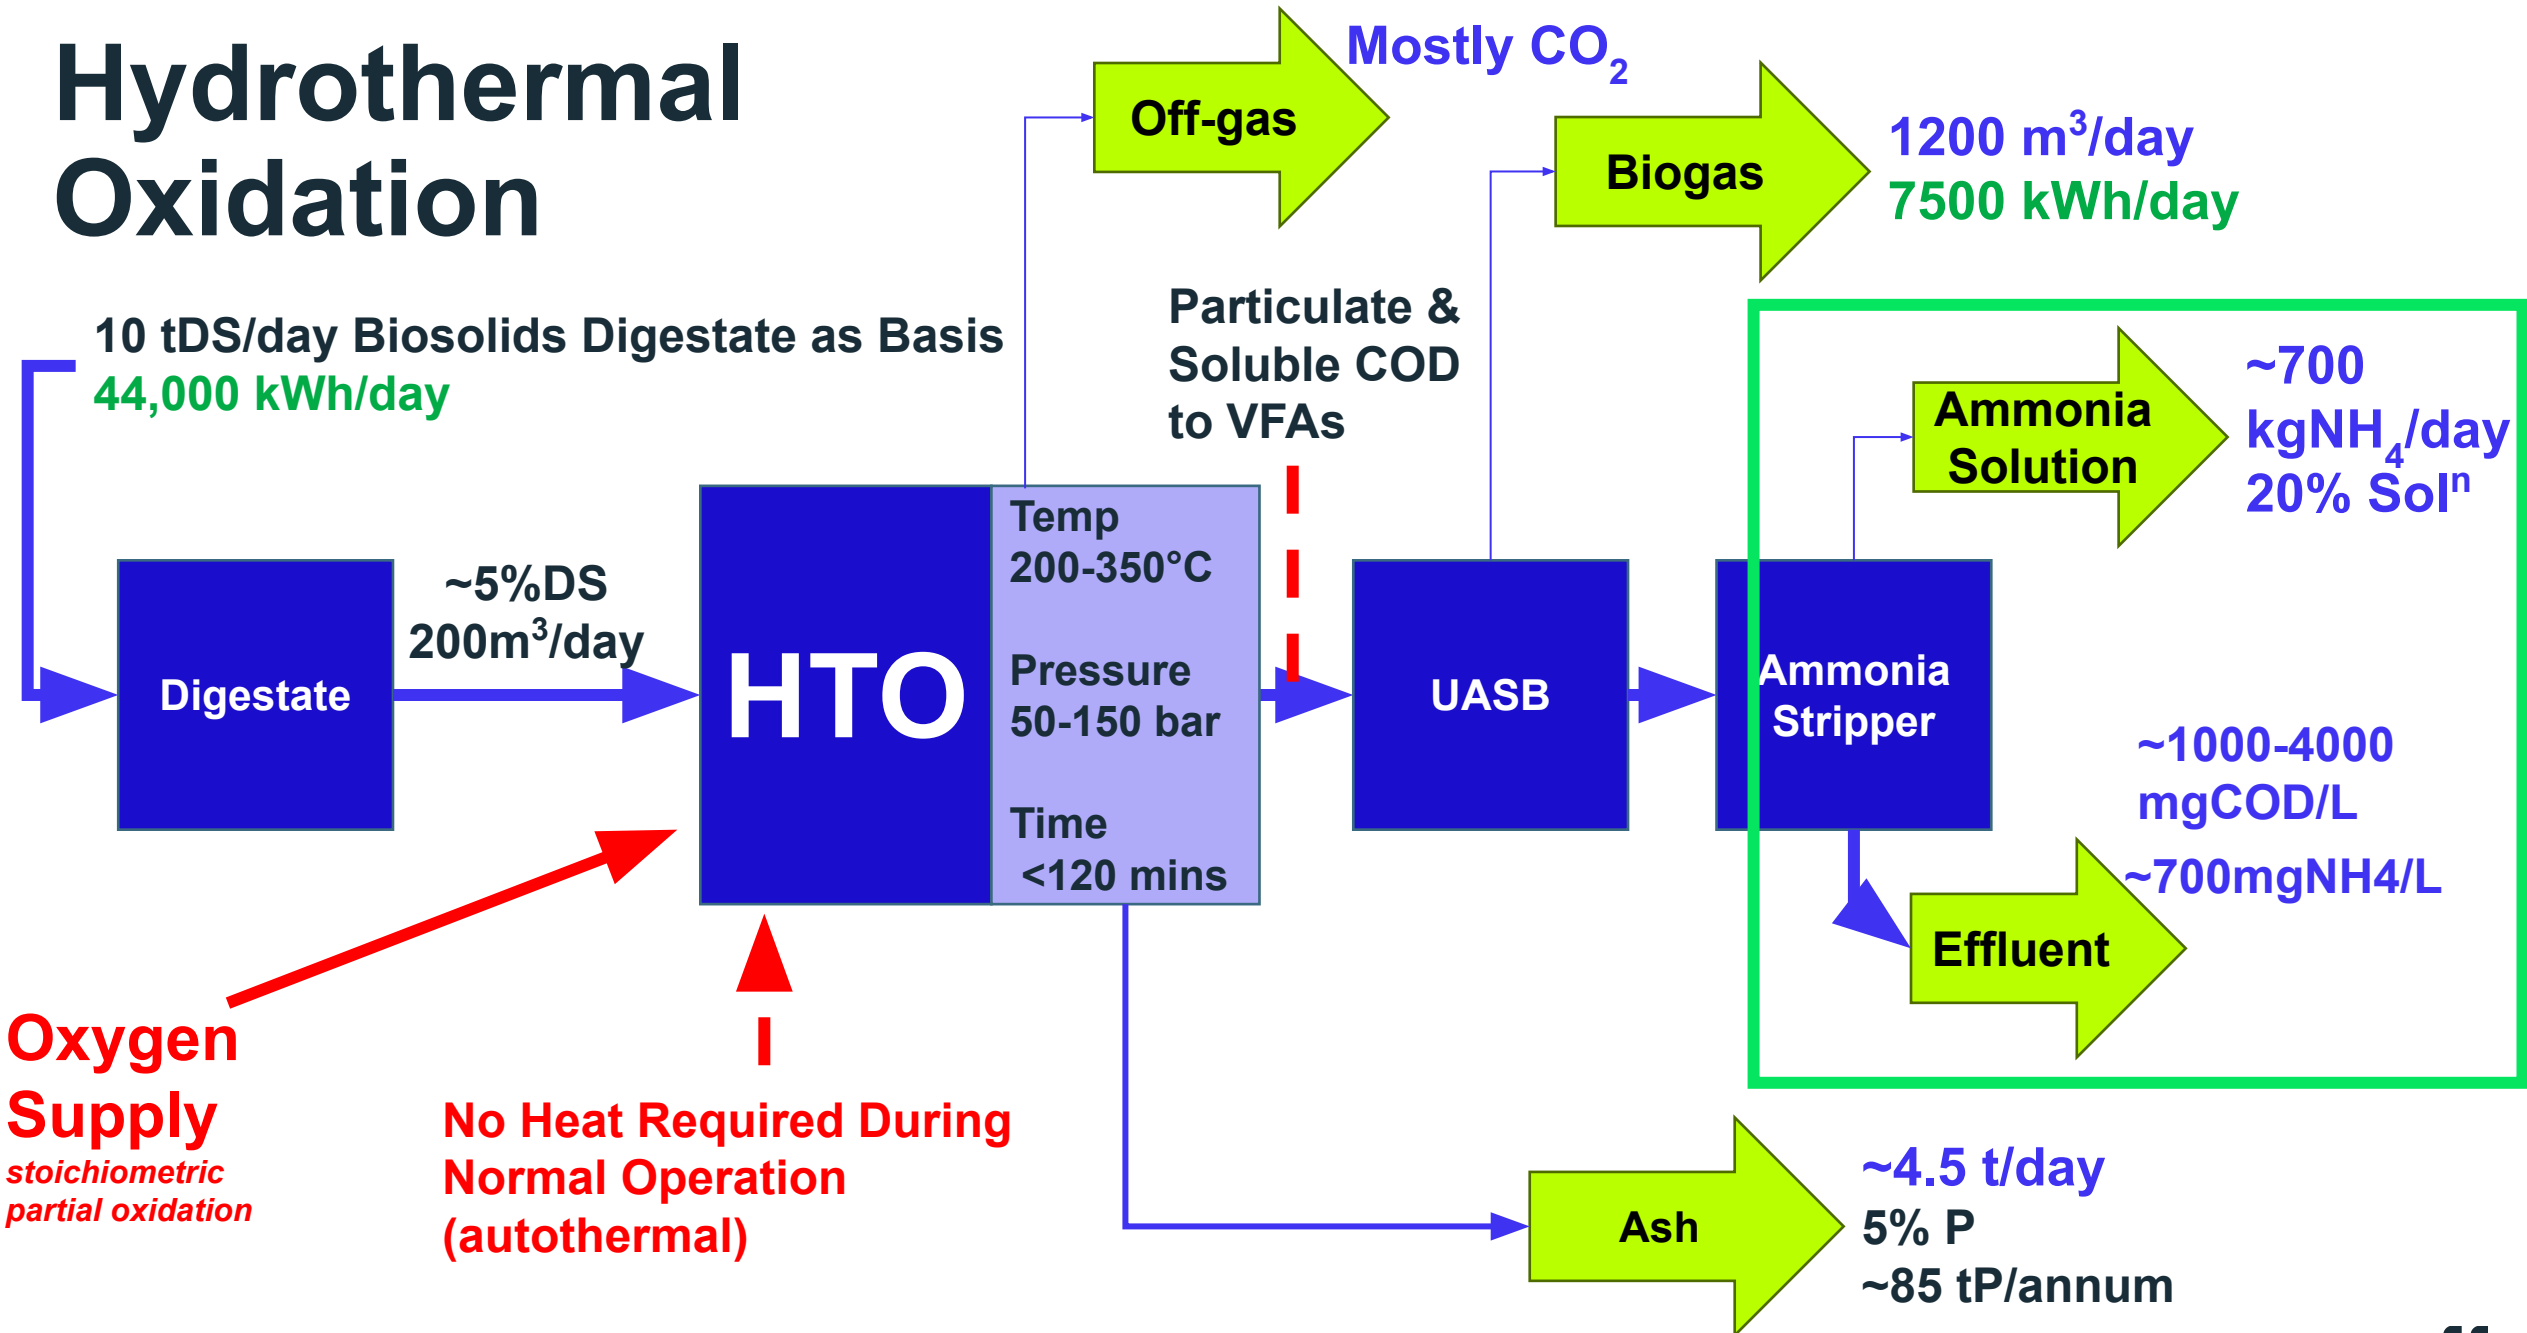 Hydrothermal
Oxidation
Mostly CO₂
Off-gas
Biogas
1200 m³/day
7500 kWh/day
10 tDS/day Biosolids Digestate as Basis
44,000 kWh/day
Particulate &
Soluble COD
to VFAs
Ammonia
Solution
~700
kgNH₄/day
20% Solⁿ
Digestate
~5%DS
200m³/day
HTO
Temp
200-350°C
Pressure
50-150 bar
Time
<120 mins
UASB
Ammonia
Stripper
~1000-4000
mgCOD/L
~700mgNH4/L
Effluent
Oxygen
Supply
stoichiometric
partial oxidation
No Heat Required During
Normal Operation
(autothermal)
Ash
~4.5 t/day
5% P
~85 tP/annum